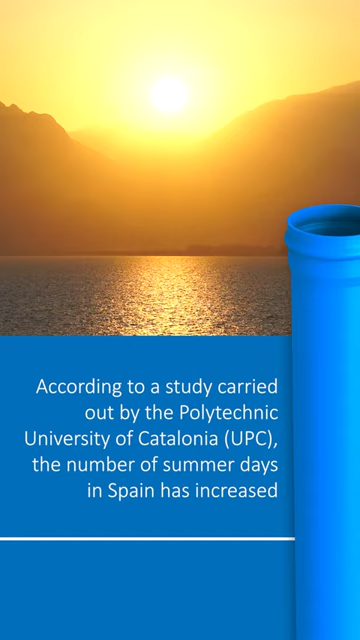 According to a study carried
out by the Polytechnic
University of Catalonia (UPC),
the number of summer days
in Spain has increased